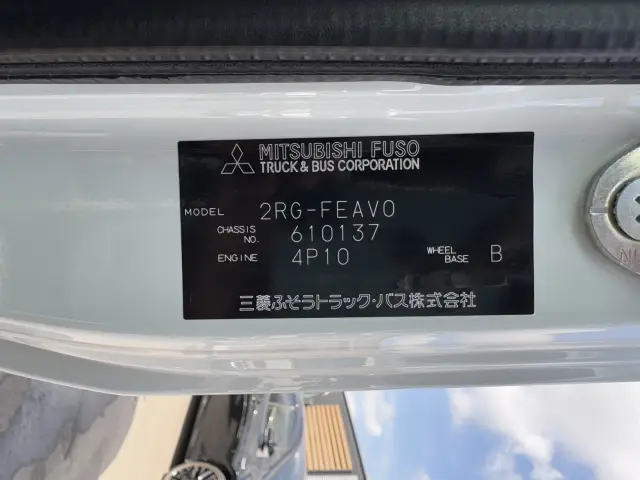 MITSUBISHI FUSO
TRUCK & BUS CORPORATION
MODEL 2RG-FEAV0
CHASSIS NO. 610137
ENGINE 4P10 WHEEL BASE B
三菱ふそうトラック・バス株式会社